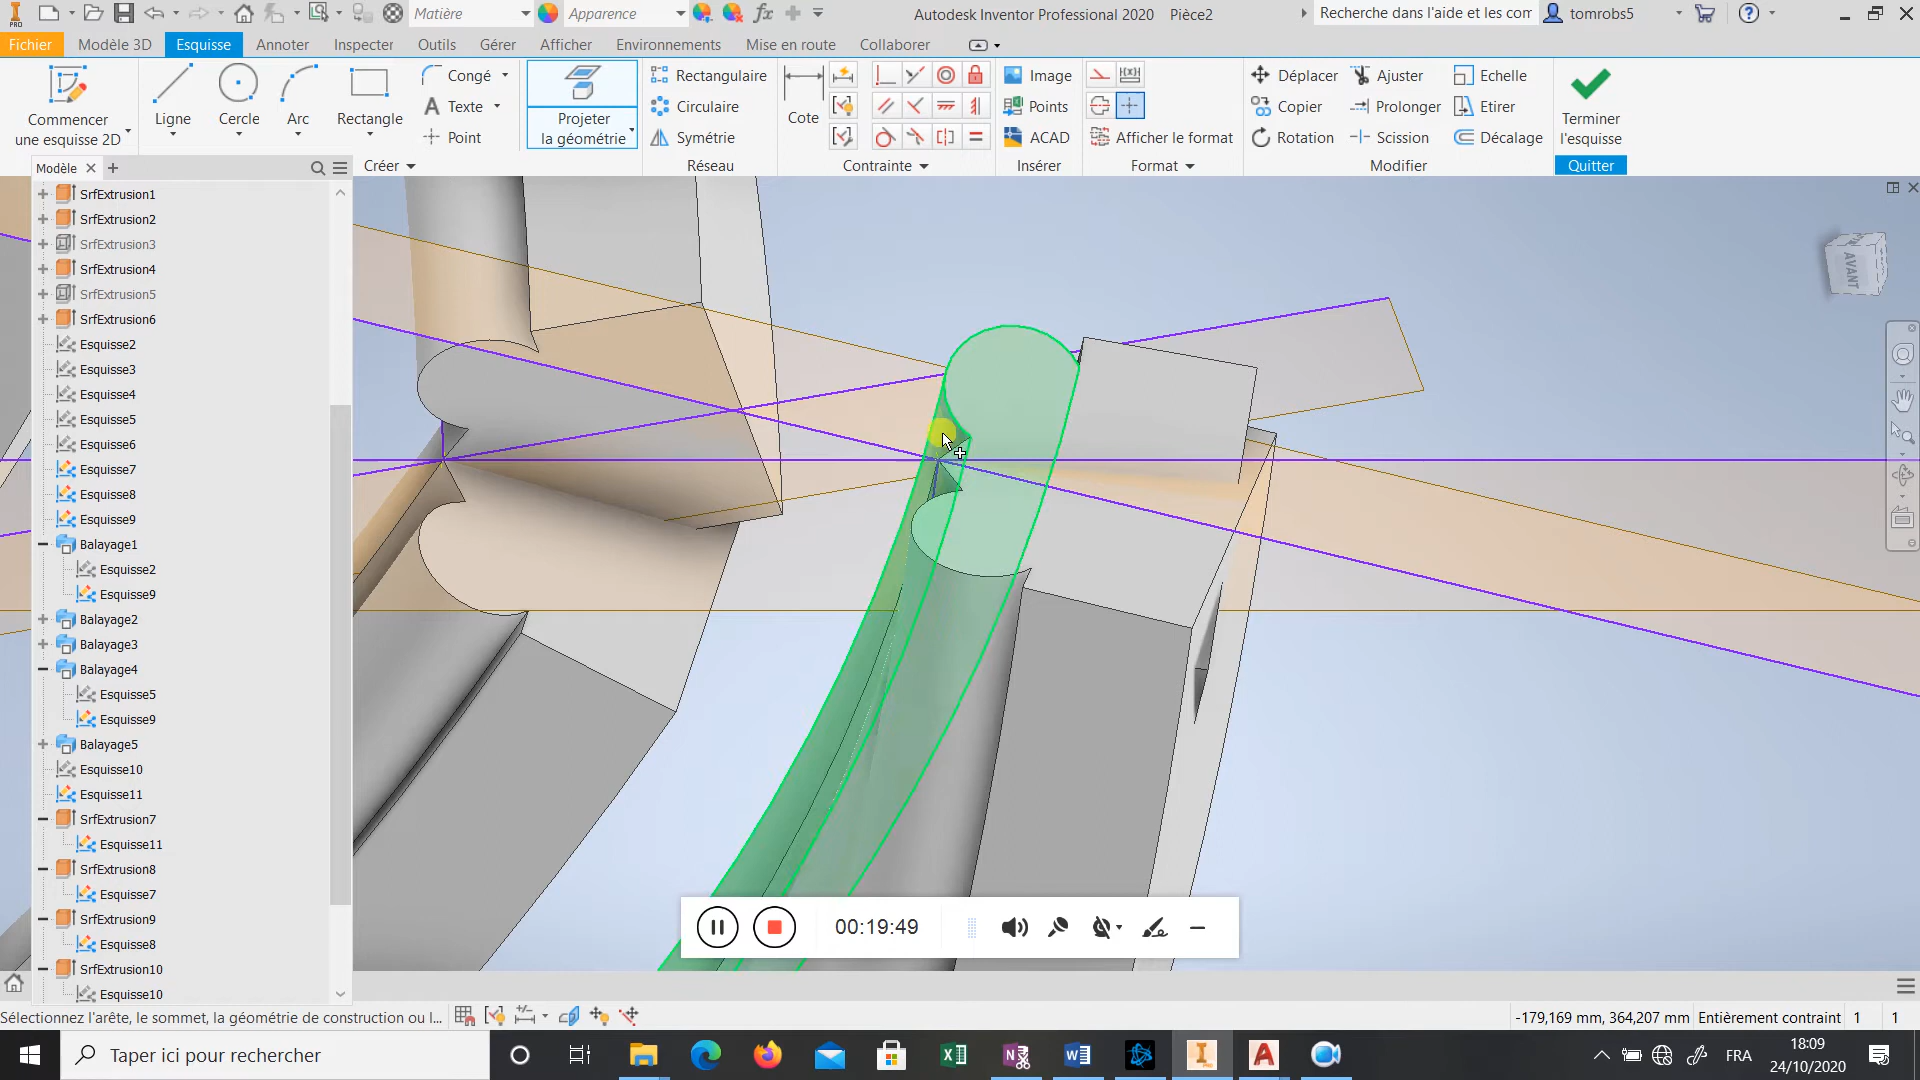 PRO
Matière
Apparence
Autodesk Inventor Professional 2020 Pièce2
Recherche dans l'aide et les com
tomrobs5
Fichier
Modèle 3D
Esquisse
Annoter
Inspecter
Outils
Gérer
Afficher
Environnements
Mise en route
Collaborer
Commencer
une esquisse 2D
Ligne
Cercle
Arc
Rectangle
Congé
Texte
Point
Créer
Projeter
la géométrie
Rectangulaire
Circulaire
Symétrie
Réseau
Cote
Contrainte
Image
Points
ACAD
Insérer
Afficher le format
Format
Déplacer
Copier
Rotation
Ajuster
Prolonger
Scission
Echelle
Etirer
Décalage
Modifier
Terminer
l'esquisse
Quitter
Modèle
SrfExtrusion1
SrfExtrusion2
SrfExtrusion3
SrfExtrusion4
SrfExtrusion5
SrfExtrusion6
Esquisse2
Esquisse3
Esquisse4
Esquisse5
Esquisse6
Esquisse7
Esquisse8
Esquisse9
Balayage1
Esquisse2
Esquisse9
Balayage2
Balayage3
Balayage4
Esquisse5
Esquisse9
Balayage5
Esquisse10
Esquisse11
SrfExtrusion7
Esquisse11
SrfExtrusion8
Esquisse7
SrfExtrusion9
Esquisse8
SrfExtrusion10
Esquisse10
AVANT
00:19:49
Sélectionnez l'arête, le sommet, la géométrie de construction ou l...
-179,169 mm, 364,207 mm Entièrement contraint 1 1
Taper ici pour rechercher
FRA
18:09
24/10/2020